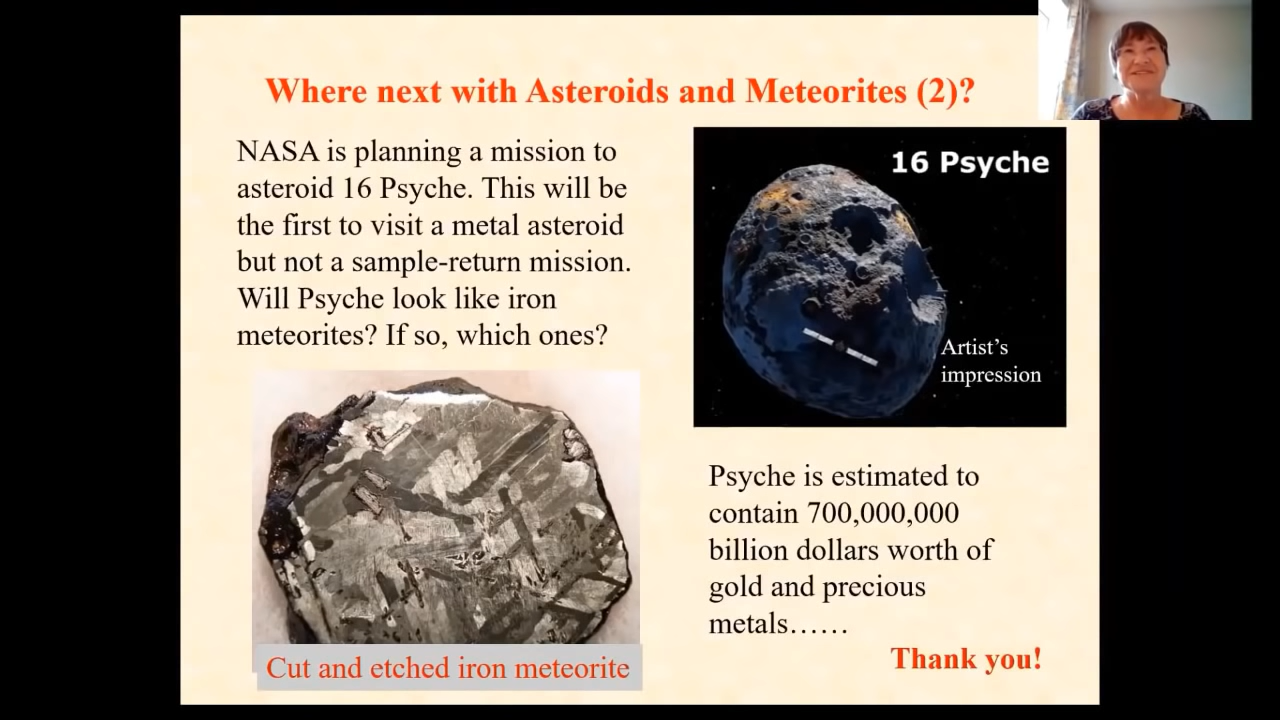 Where next with Asteroids and Meteorites (2)?
NASA is planning a mission to
asteroid 16 Psyche. This will be
the first to visit a metal asteroid
but not a sample-return mission.
Will Psyche look like iron
meteorites? If so, which ones?
16 Psyche
Artist's
impression
Cut and etched iron meteorite
Psyche is estimated to
contain 700,000,000
billion dollars worth of
gold and precious
metals……
Thank you!